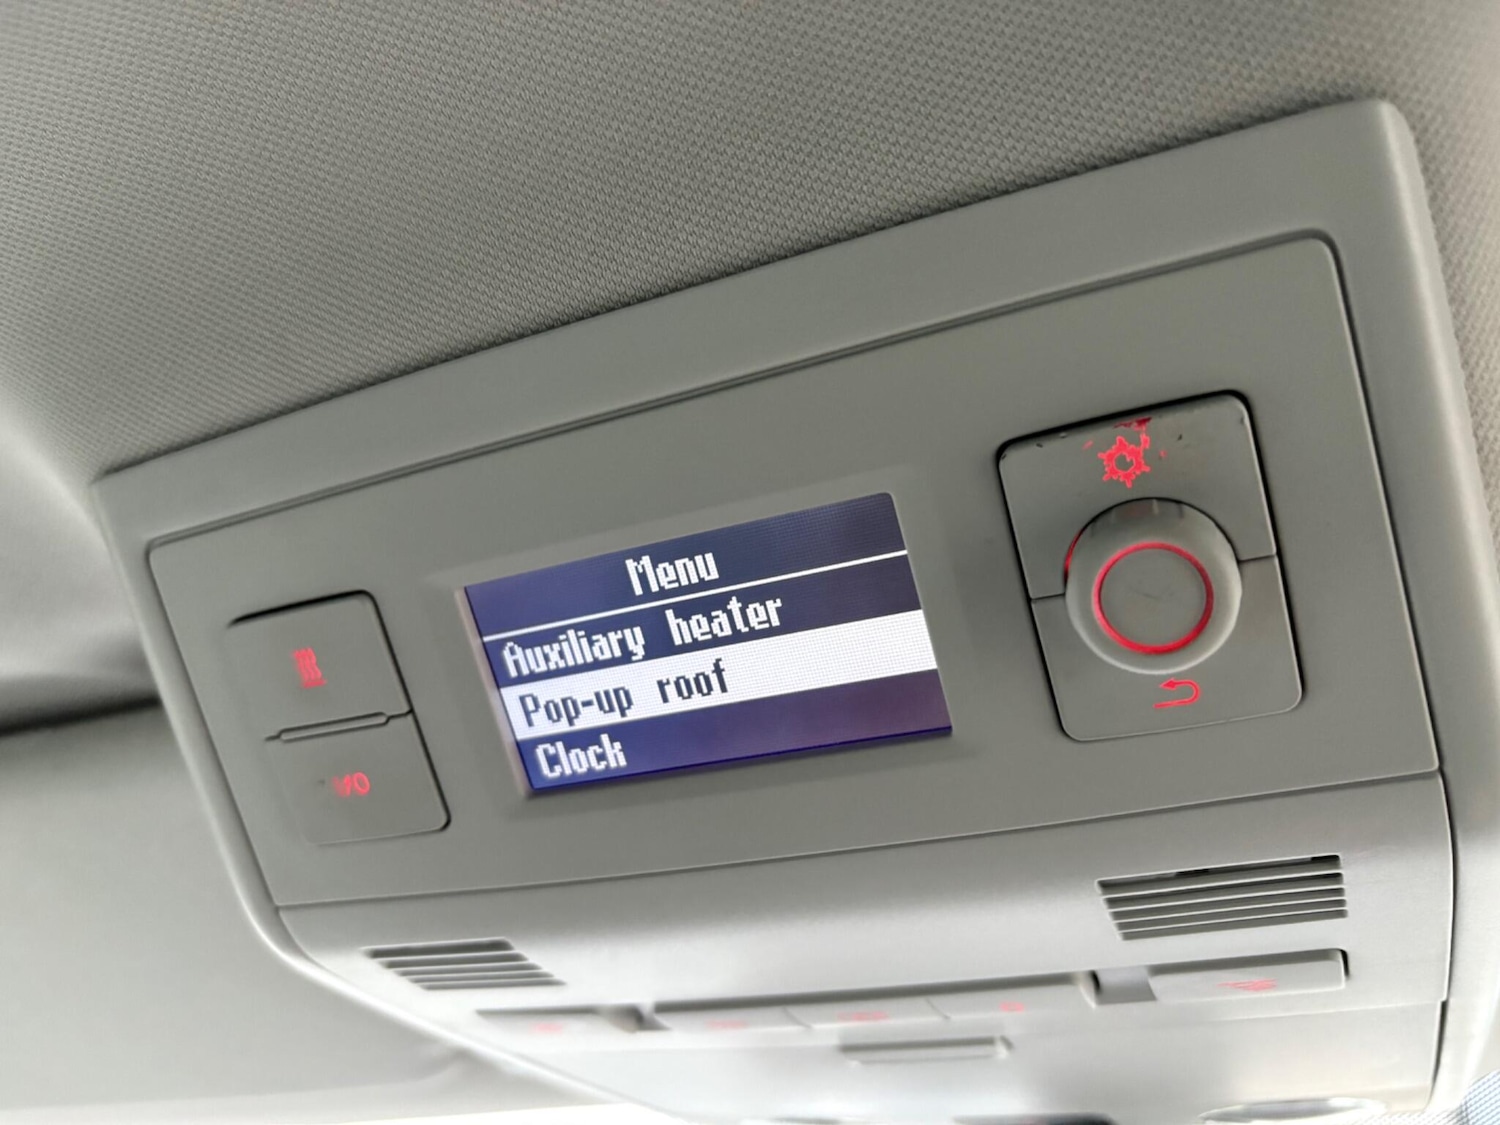 Menu
Auxiliary heater
Pop-up roof
Clock